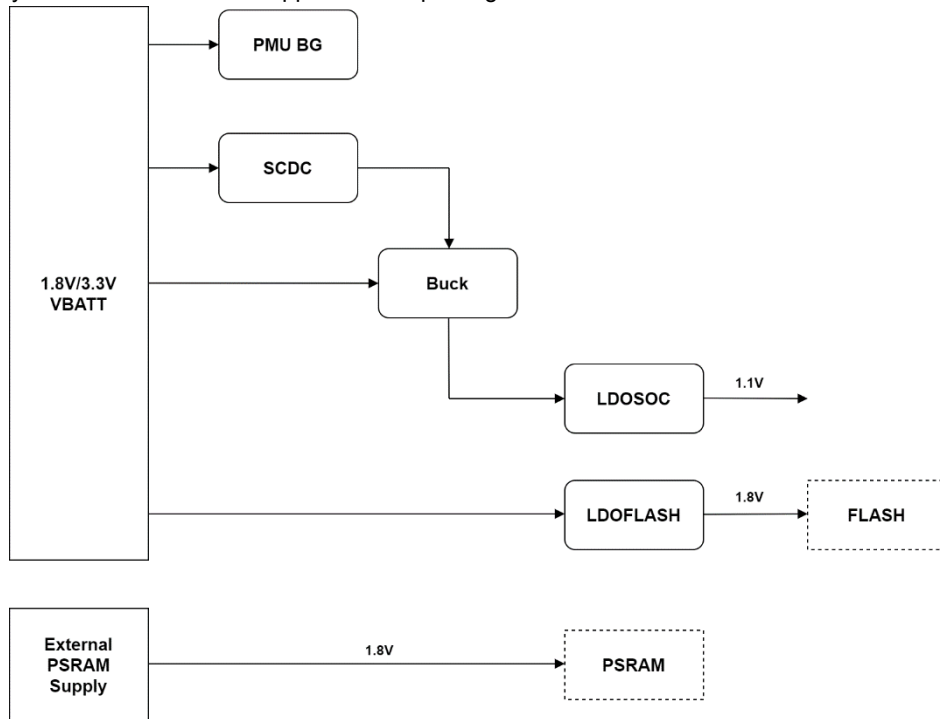 PMU BG
SCDC
1.8V/3.3V
VBATT
Buck
LDOSOC
1.1V
LDOFLASH
1.8V
FLASH
External
PSRAM
Supply
1.8V
PSRAM